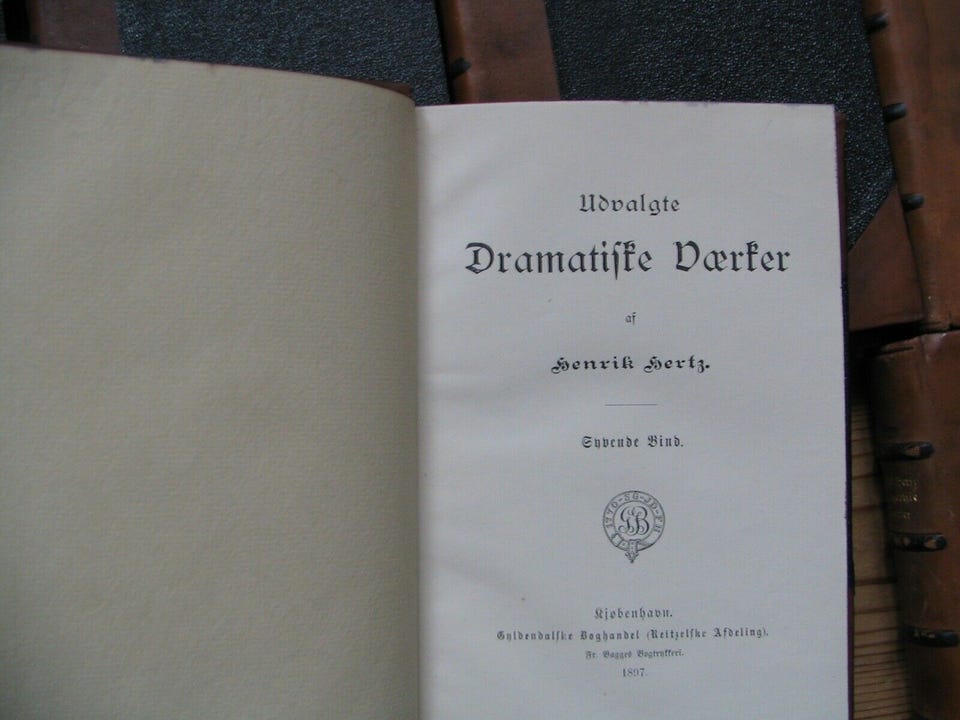 Udvalgte
Dramatiſke Værker
af
Henrik Hertz.
Syvende Bind.
Kjøbenhavn.
Gyldendalſke Boghandel (Reitzelſke Afdeling).
Fr. Bagges Bogtrykkeri.
1897.